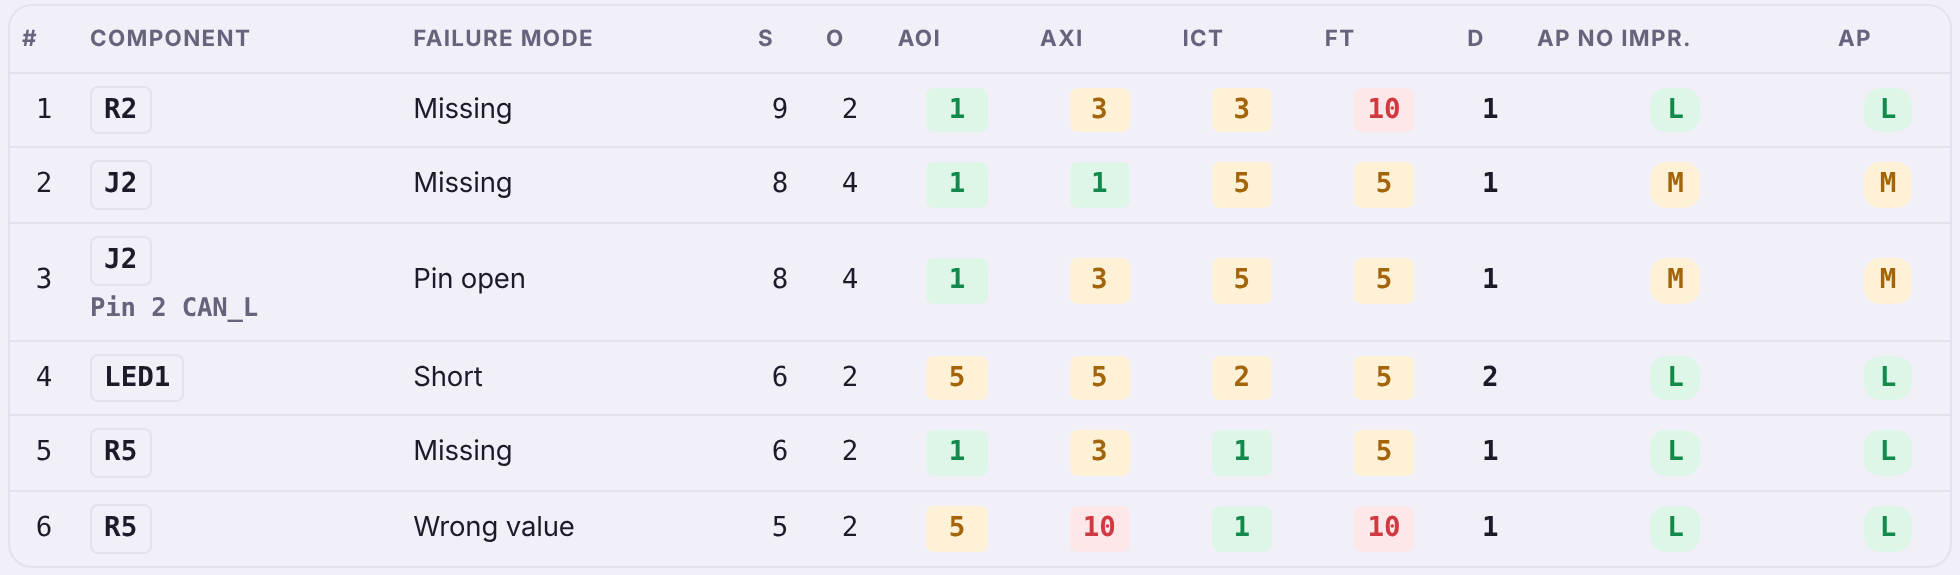 # COMPONENT FAILURE MODE S O AOI AXI ICT FT D AP NO IMPR. AP
1 R2 Missing 9 2 1 3 3 10 1 L L
2 J2 Missing 8 4 1 1 5 5 1 M M
3 J2 Pin open 8 4 1 3 5 5 1 M M
Pin 2 CAN_L
4 LED1 Short 6 2 5 5 2 5 2 L L
5 R5 Missing 6 2 1 3 1 5 1 L L
6 R5 Wrong value 5 2 5 10 1 10 1 L L